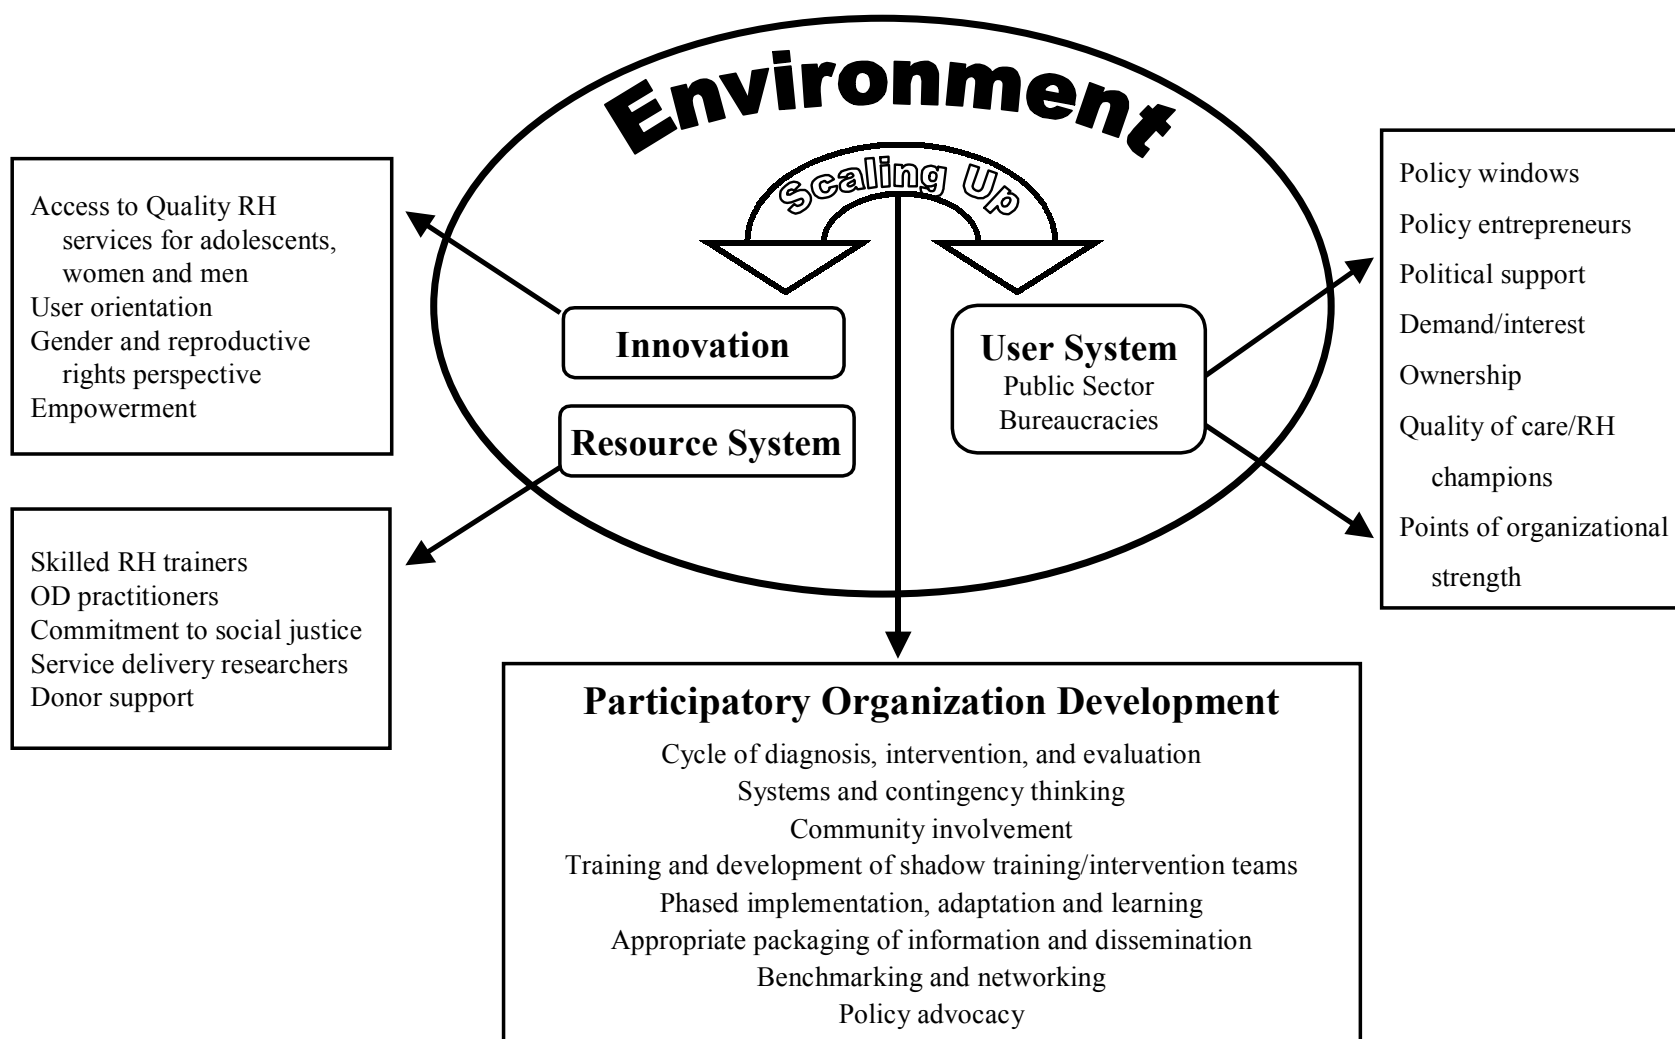 Environment
Scaling Up
Access to Quality RH
services for adolescents,
women and men
User orientation
Gender and reproductive
rights perspective
Empowerment
Innovation
Resource System
User System
Public Sector
Bureaucracies
Policy windows
Policy entrepreneurs
Political support
Demand/interest
Ownership
Quality of care/RH
champions
Points of organizational
strength
Skilled RH trainers
OD practitioners
Commitment to social justice
Service delivery researchers
Donor support
Participatory Organization Development
Cycle of diagnosis, intervention, and evaluation
Systems and contingency thinking
Community involvement
Training and development of shadow training/intervention teams
Phased implementation, adaptation and learning
Appropriate packaging of information and dissemination
Benchmarking and networking
Policy advocacy